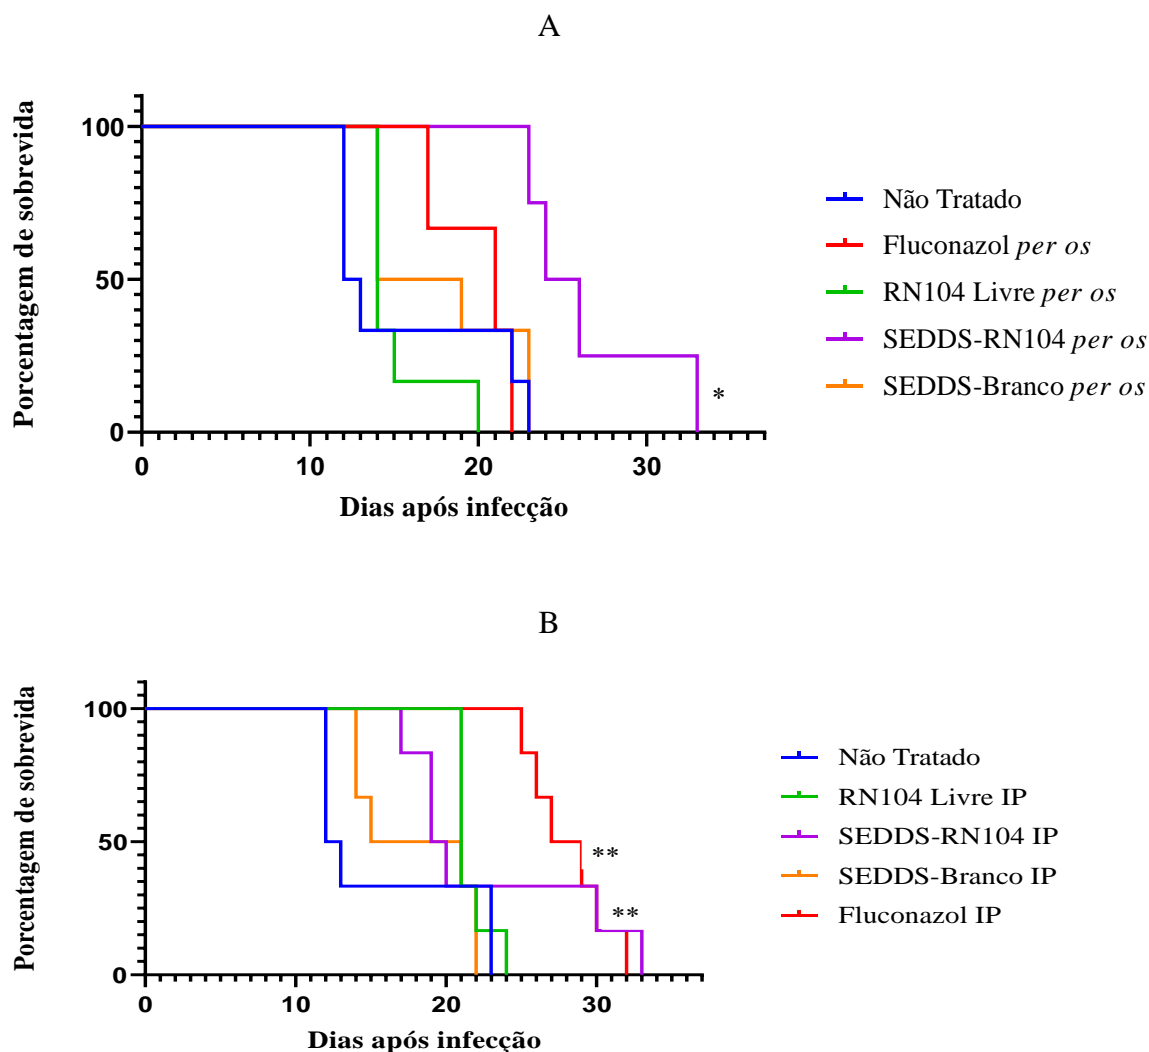 A
Porcentagem de sobrevida
100
50
0
0 10 20 30
Dias após infecção
*
Não Tratado
Fluconazol per os
RN104 Livre per os
SEDDS-RN104 per os
SEDDS-Branco per os
B
Porcentagem de sobrevida
100
50
0
0 10 20 30
Dias após infecção
**
**
Não Tratado
RN104 Livre IP
SEDDS-RN104 IP
SEDDS-Branco IP
Fluconazol IP